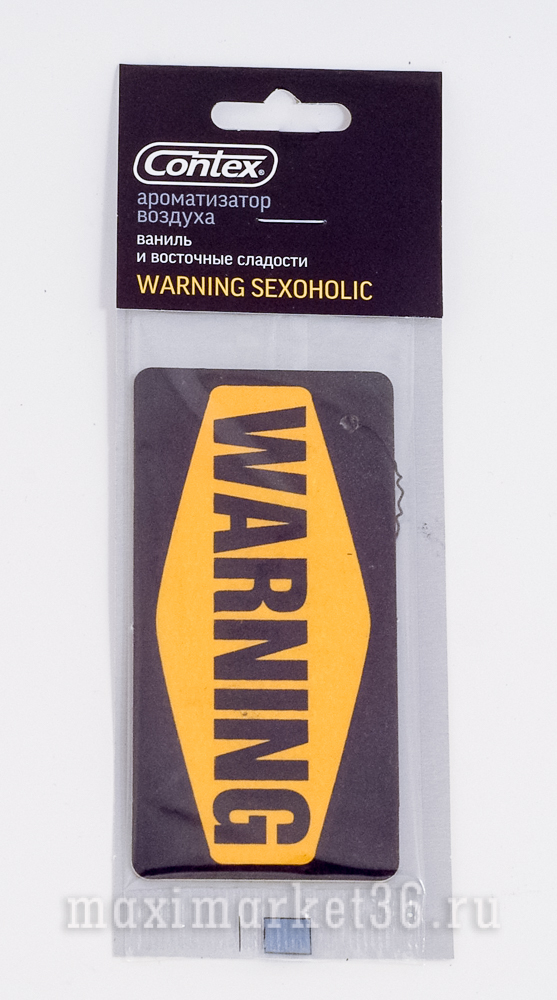 Contex®
ароматизатор
воздуха
ваниль
и восточные сладости
WARNING SEXOHOLIC
WARNING
maximarket36.ru